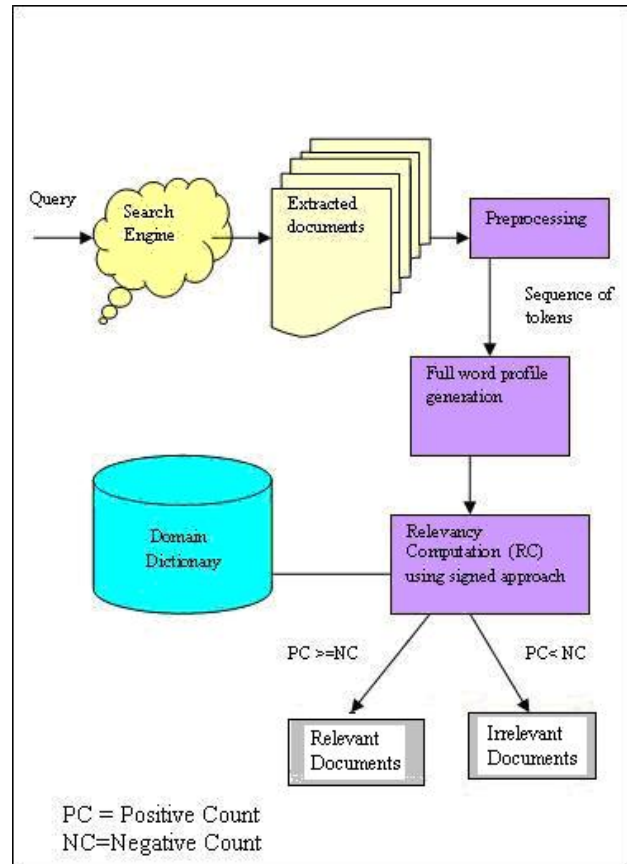 Query
Search
Engine
Extracted
documents
Preprocessing
Sequence of
tokens
Full word profile
generation
Domain
Dictionary
Relevancy
Computation (RC)
using signed approach
PC >=NC
PC< NC
Relevant
Documents
Irrelevant
Documents
PC = Positive Count
NC=Negative Count